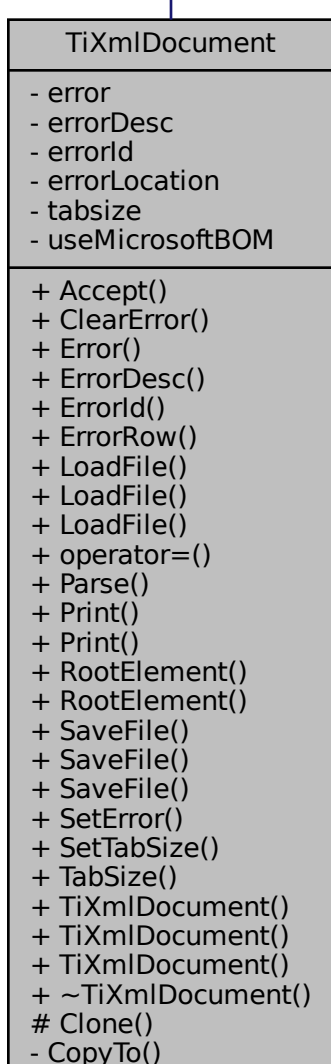 TiXmlDocument
- error
- errorDesc
- errorId
- errorLocation
- tabsize
- useMicrosoftBOM
+ Accept()
+ ClearError()
+ Error()
+ ErrorDesc()
+ ErrorId()
+ ErrorRow()
+ LoadFile()
+ LoadFile()
+ LoadFile()
+ operator=()
+ Parse()
+ Print()
+ Print()
+ RootElement()
+ RootElement()
+ SaveFile()
+ SaveFile()
+ SaveFile()
+ SetError()
+ SetTabSize()
+ TabSize()
+ TiXmlDocument()
+ TiXmlDocument()
+ TiXmlDocument()
+ ~TiXmlDocument()
# Clone()
- CopyTo()